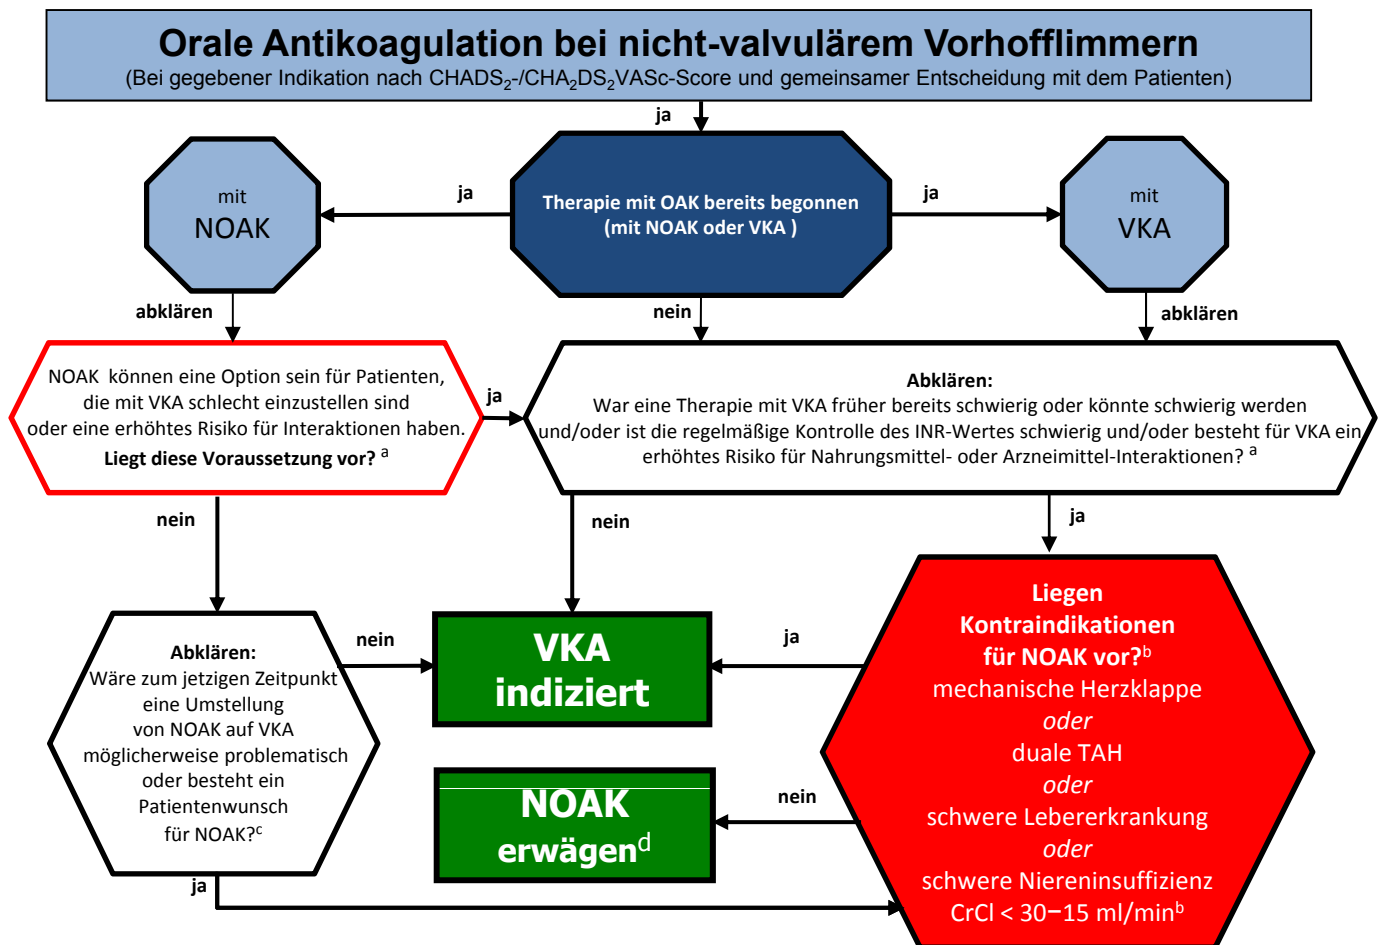 Orale Antikoagulation bei nicht-valvulärem Vorhofflimmern
(Bei gegebener Indikation nach CHADS₂-/CHA₂DS₂VASc-Score und gemeinsamer Entscheidung mit dem Patienten)
ja
mit
NOAK
ja
Therapie mit OAK bereits begonnen
(mit NOAK oder VKA )
ja
mit
VKA
abklären
nein
abklären
NOAK können eine Option sein für Patienten,
die mit VKA schlecht einzustellen sind
oder eine erhöhtes Risiko für Interaktionen haben.
Liegt diese Voraussetzung vor? ᵃ
ja
Abklären:
War eine Therapie mit VKA früher bereits schwierig oder könnte schwierig werden
und/oder ist die regelmäßige Kontrolle des INR-Wertes schwierig und/oder besteht für VKA ein
erhöhtes Risiko für Nahrungsmittel- oder Arzneimittel-Interaktionen? ᵃ
nein
nein
ja
Abklären:
Wäre zum jetzigen Zeitpunkt
eine Umstellung
von NOAK auf VKA
möglicherweise problematisch
oder besteht ein
Patientenwunsch
für NOAK?ᶜ
nein
ja
VKA
indiziert
ja
NOAK
erwägenᵈ
nein
Liegen
Kontraindikationen
für NOAK vor?ᵇ
mechanische Herzklappe
oder
duale TAH
oder
schwere Lebererkrankung
oder
schwere Niereninsuffizienz
CrCl < 30−15 ml/minᵇ